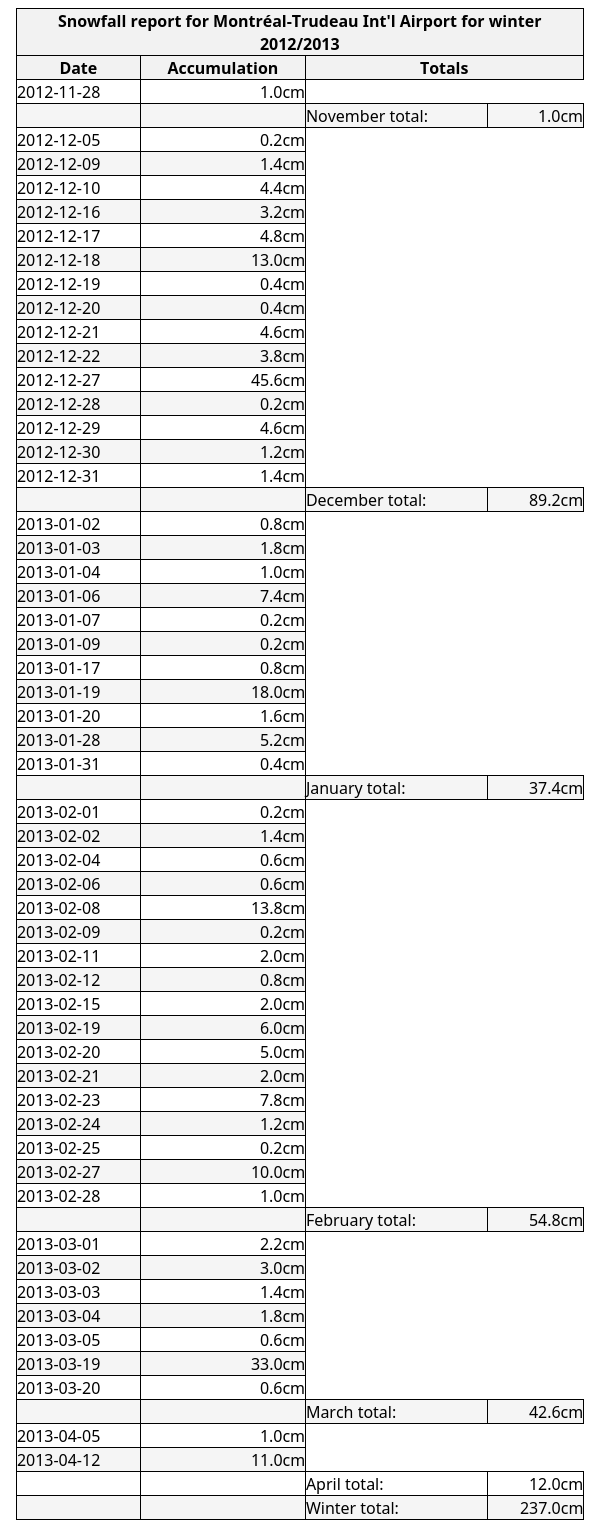 Snowfall report for Montréal-Trudeau Int'l Airport for winter
2012/2013
Date Accumulation Totals
2012-11-28 1.0cm
November total: 1.0cm
2012-12-05 0.2cm
2012-12-09 1.4cm
2012-12-10 4.4cm
2012-12-16 3.2cm
2012-12-17 4.8cm
2012-12-18 13.0cm
2012-12-19 0.4cm
2012-12-20 0.4cm
2012-12-21 4.6cm
2012-12-22 3.8cm
2012-12-27 45.6cm
2012-12-28 0.2cm
2012-12-29 4.6cm
2012-12-30 1.2cm
2012-12-31 1.4cm
December total: 89.2cm
2013-01-02 0.8cm
2013-01-03 1.8cm
2013-01-04 1.0cm
2013-01-06 7.4cm
2013-01-07 0.2cm
2013-01-09 0.2cm
2013-01-17 0.8cm
2013-01-19 18.0cm
2013-01-20 1.6cm
2013-01-28 5.2cm
2013-01-31 0.4cm
January total: 37.4cm
2013-02-01 0.2cm
2013-02-02 1.4cm
2013-02-04 0.6cm
2013-02-06 0.6cm
2013-02-08 13.8cm
2013-02-09 0.2cm
2013-02-11 2.0cm
2013-02-12 0.8cm
2013-02-15 2.0cm
2013-02-19 6.0cm
2013-02-20 5.0cm
2013-02-21 2.0cm
2013-02-23 7.8cm
2013-02-24 1.2cm
2013-02-25 0.2cm
2013-02-27 10.0cm
2013-02-28 1.0cm
February total: 54.8cm
2013-03-01 2.2cm
2013-03-02 3.0cm
2013-03-03 1.4cm
2013-03-04 1.8cm
2013-03-05 0.6cm
2013-03-19 33.0cm
2013-03-20 0.6cm
March total: 42.6cm
2013-04-05 1.0cm
2013-04-12 11.0cm
April total: 12.0cm
Winter total: 237.0cm